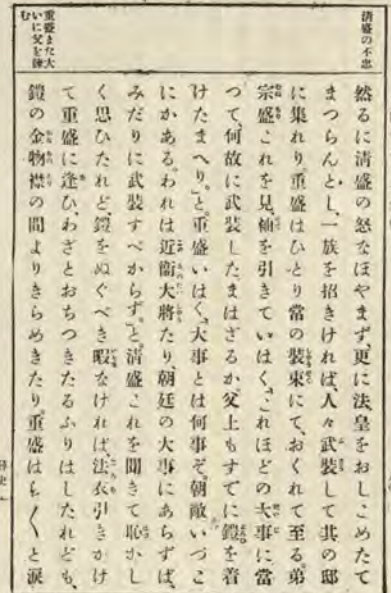 清盛の不忠
重盛また大
いに父を諫
む
然るに清盛の怒なほやまず、更に法皇をおしこめたて
まつらんとし、一族を招きければ、人々武裝して其の邸
に集れり。重盛はひとり常の裝束にて、おくれて至る。弟
宗盛これを見、袖を引きていはく、「これほどの大事に當
つて、何故に武裝したまはざるか。父上もすでに鎧を着
けたまへり。」と。重盛いはく、「大事とは何事ぞ。朝敵いづこ
にかある。われは近衞大將たり、朝廷の大事にあらずば、
みだりに武裝すべからず。」と。清盛これを聞きて恥かし
く思ひたれど、鎧をぬぐべき暇なければ、法衣引きかけ
て重盛に逢ひ、わざとおちつきたるふりはしたれども、
鎧の金物襟の間よりきらめきたり。重盛はら〱と涙